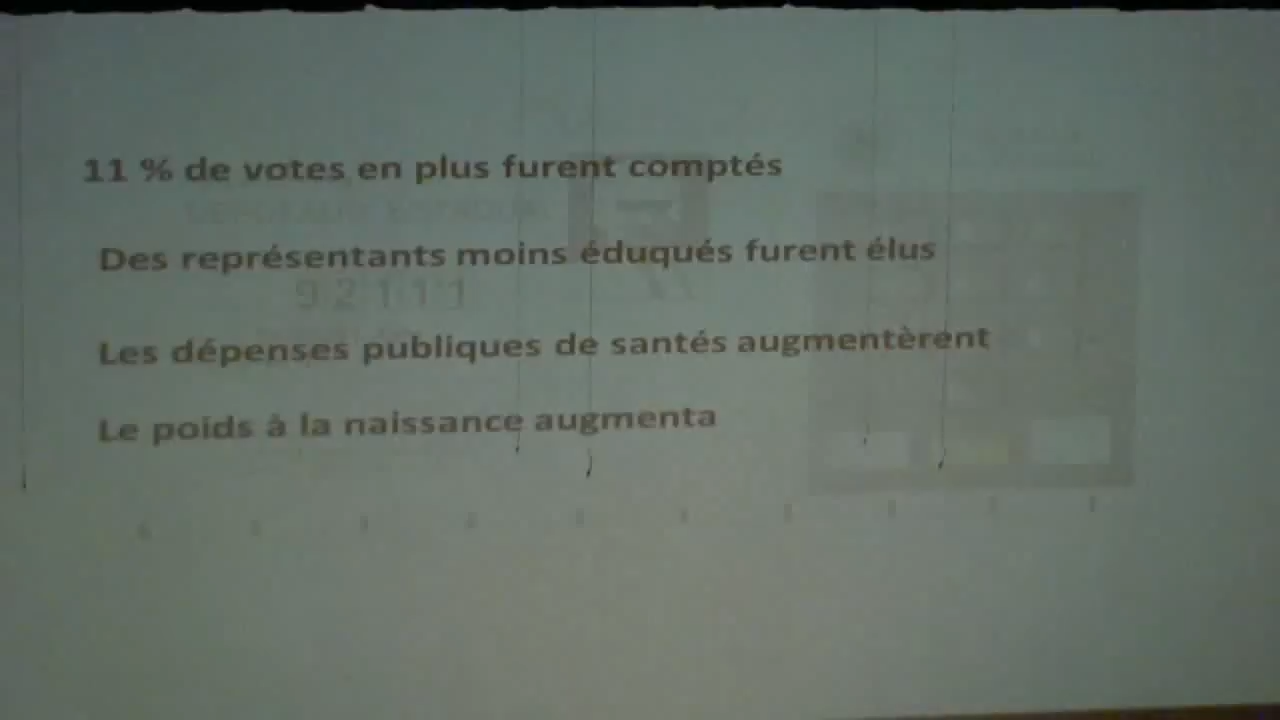 11 % de votes en plus furent comptés
Des représentants moins éduqués furent élus
92111
Les dépenses publiques de santés augmentèrent
Le poids à la naissance augmenta